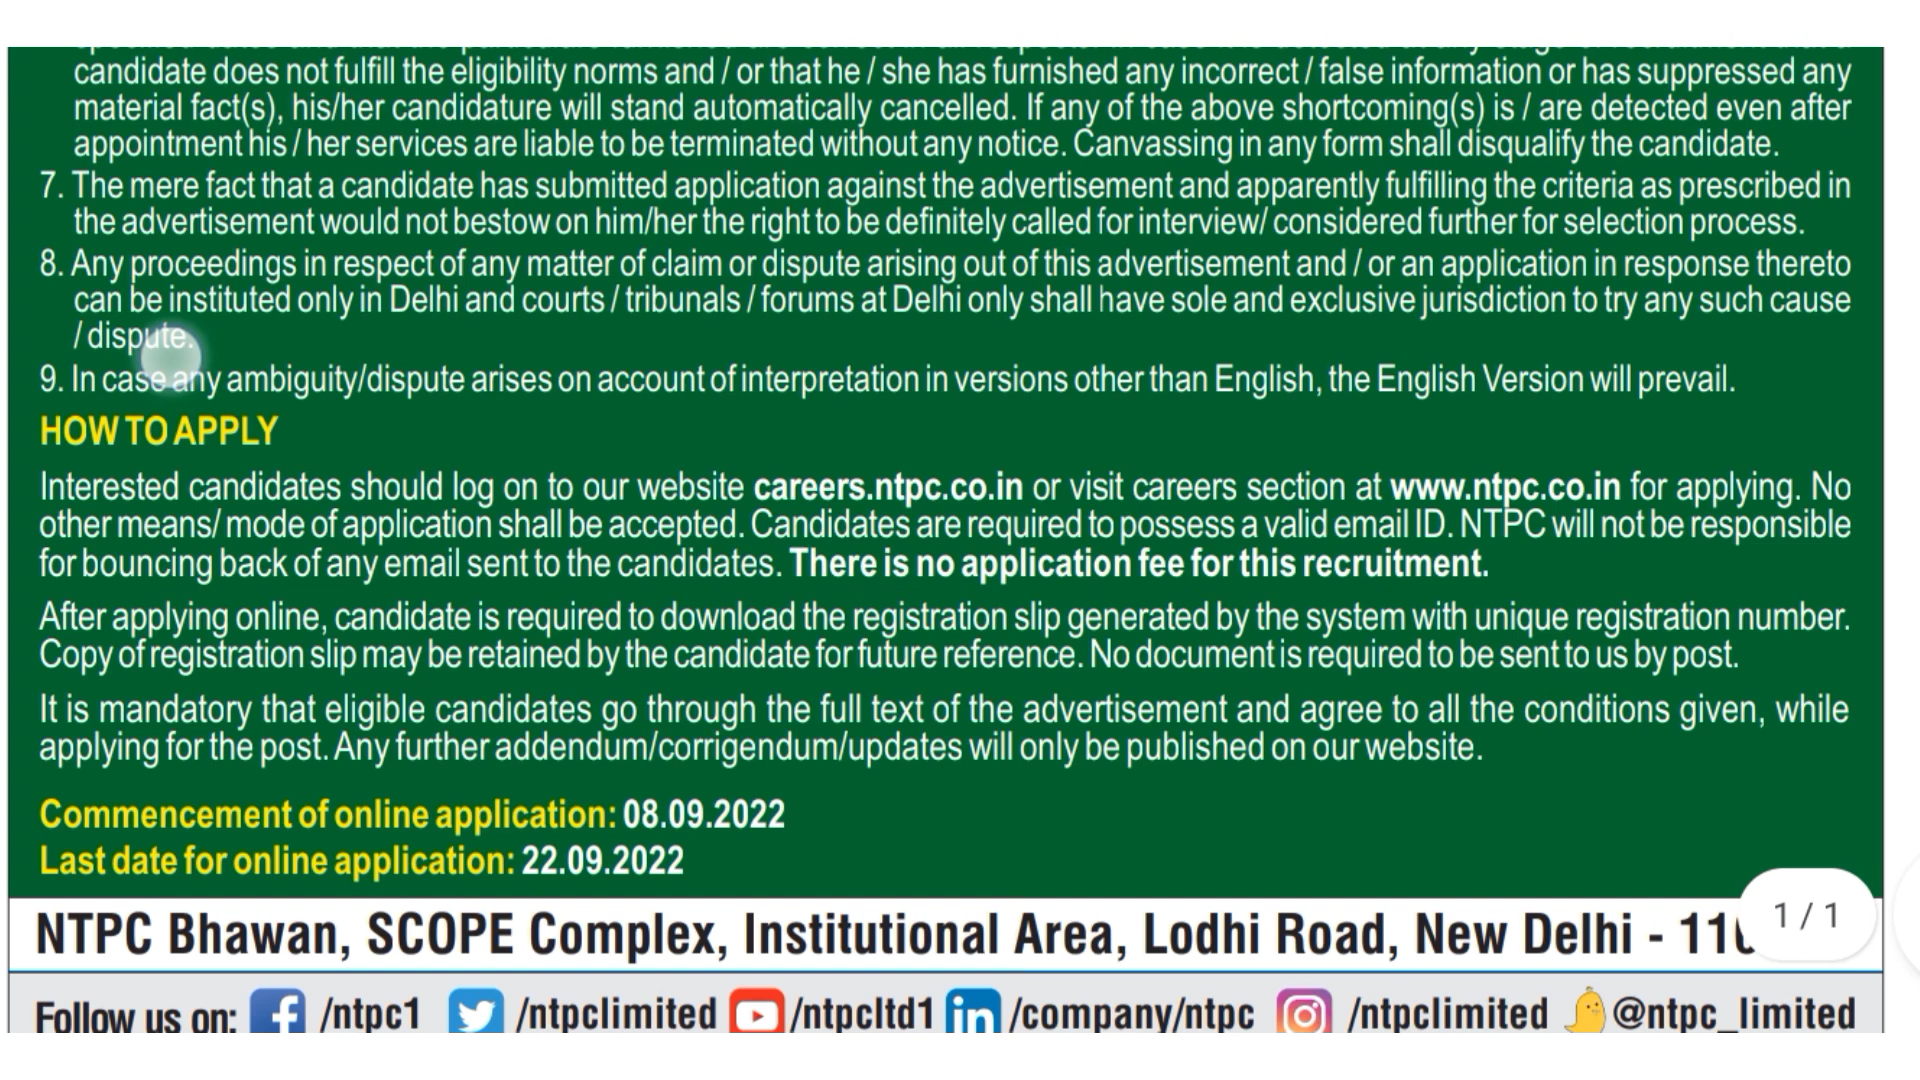 candidate does not fulfill the eligibility norms and / or that he / she has furnished any incorrect / false information or has suppressed any
material fact(s), his/her candidature will stand automatically cancelled. If any of the above shortcoming(s) is / are detected even after
appointment his / her services are liable to be terminated without any notice. Canvassing in any form shall disqualify the candidate.
7. The mere fact that a candidate has submitted application against the advertisement and apparently fulfilling the criteria as prescribed in
the advertisement would not bestow on him/her the right to be definitely called for interview/ considered further for selection process.
8. Any proceedings in respect of any matter of claim or dispute arising out of this advertisement and / or an application in response thereto
can be instituted only in Delhi and courts / tribunals / forums at Delhi only shall have sole and exclusive jurisdiction to try any such cause
/ dispute.
9. In case any ambiguity/dispute arises on account of interpretation in versions other than English, the English Version will prevail.
HOW TO APPLY
Interested candidates should log on to our website careers.ntpc.co.in or visit careers section at www.ntpc.co.in for applying. No
other means/ mode of application shall be accepted. Candidates are required to possess a valid email ID. NTPC will not be responsible
for bouncing back of any email sent to the candidates. There is no application fee for this recruitment.
After applying online, candidate is required to download the registration slip generated by the system with unique registration number.
Copy of registration slip may be retained by the candidate for future reference. No document is required to be sent to us by post.
It is mandatory that eligible candidates go through the full text of the advertisement and agree to all the conditions given, while
applying for the post. Any further addendum/corrigendum/updates will only be published on our website.
Commencement of online application: 08.09.2022
Last date for online application: 22.09.2022
NTPC Bhawan, SCOPE Complex, Institutional Area, Lodhi Road, New Delhi -
1 / 1
Follow us on: /ntpc1 /ntpclimited /ntpcltd1 /company/ntpc /ntpclimited @ntpc_limited